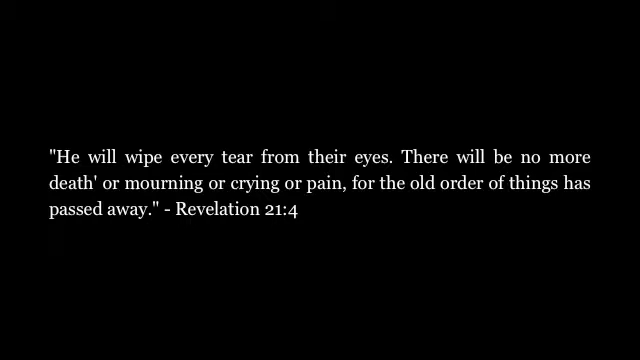 "He will wipe every tear from their eyes. There will be no more
death' or mourning or crying or pain, for the old order of things has
passed away." - Revelation 21:4